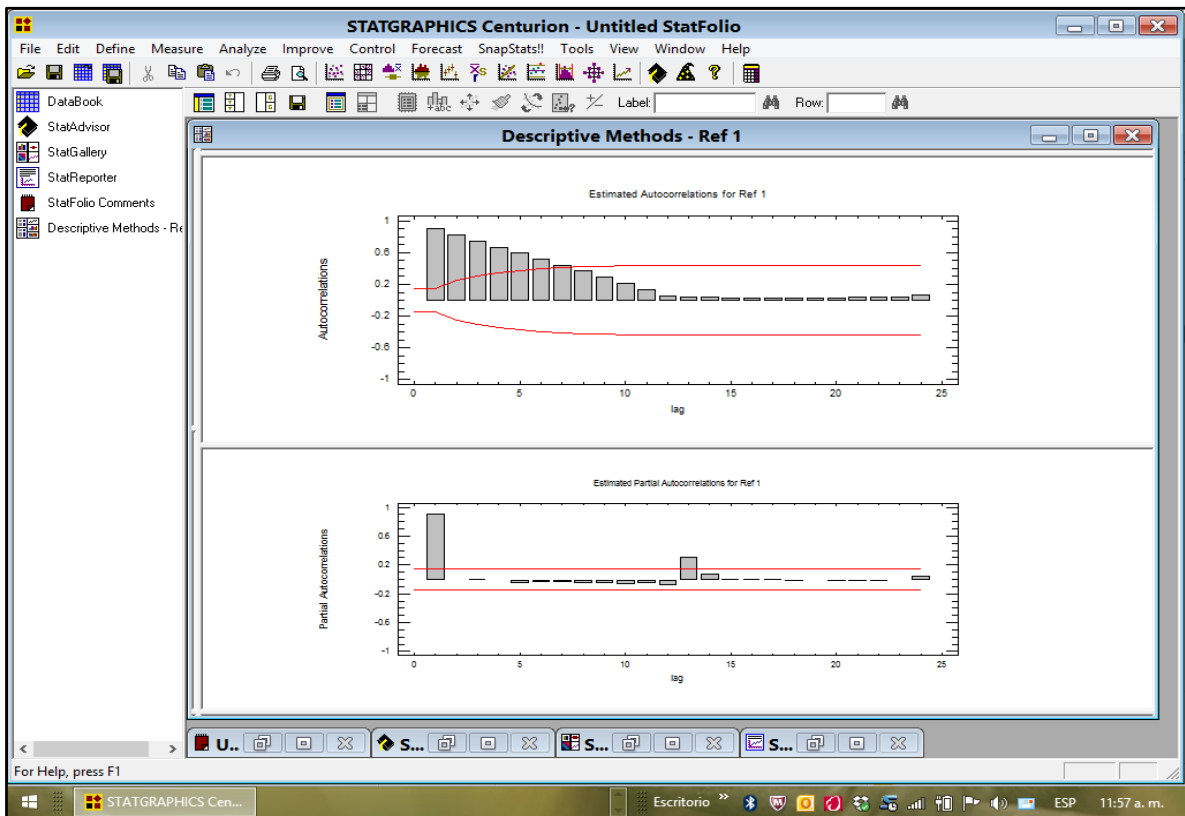 STATGRAPHICS Centurion - Untitled StatFolio
File Edit Define Measure Analyze Improve Control Forecast SnapStats!! Tools View Window Help
Label: Row:
DataBook
StatAdvisor
StatGallery
StatReporter
StatFolio Comments
Descriptive Methods - Re
Descriptive Methods - Ref 1
Estimated Autocorrelations for Ref 1
Autocorrelations
1
0.6
0.2
-0.2
-0.6
-1
0 5 10 15 20 25
lag
Estimated Partial Autocorrelations for Ref 1
Partial Autocorrelations
1
0.6
0.2
-0.2
-0.6
-1
0 5 10 15 20 25
lag
U... S... S... S...
For Help, press F1
STATGRAPHICS Cen... Escritorio » ESP 11:57 a. m.